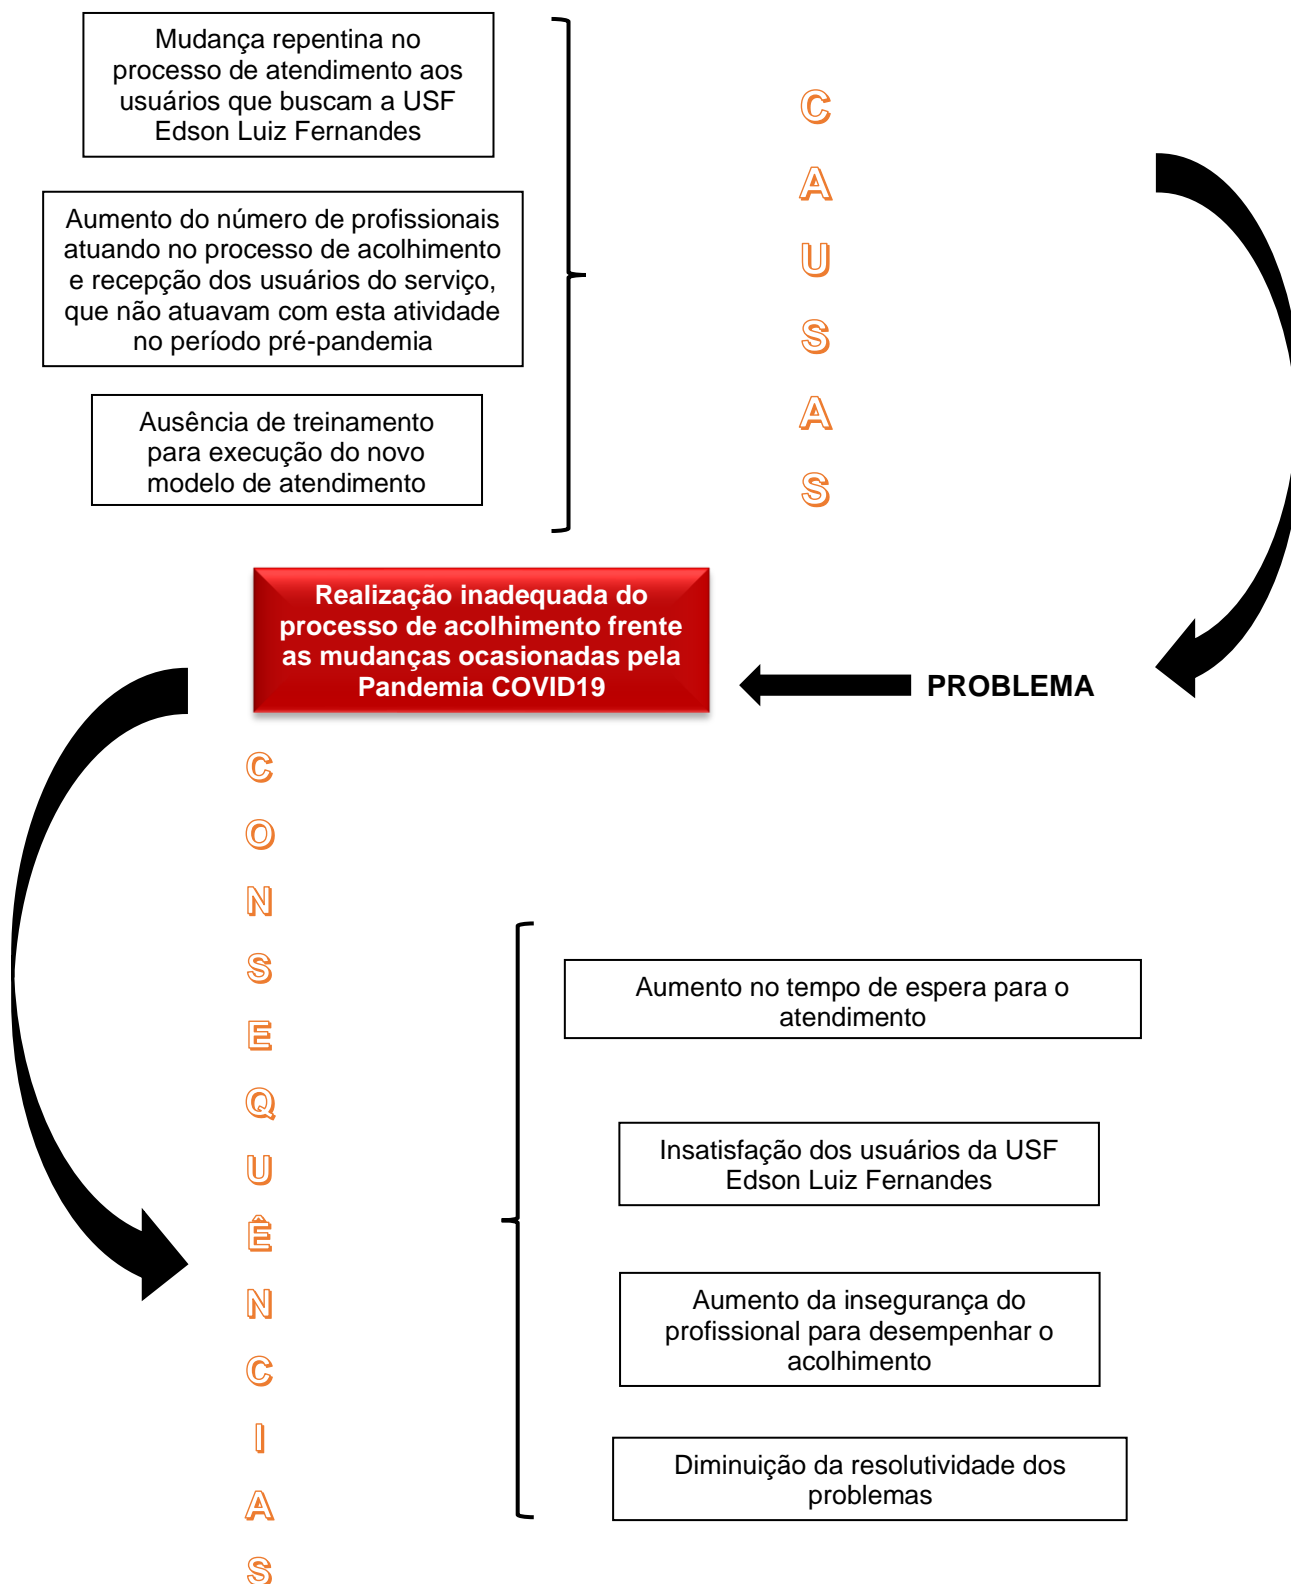 Mudança repentina no
processo de atendimento aos
usuários que buscam a USF
Edson Luiz Fernandes
Aumento do número de profissionais
atuando no processo de acolhimento
e recepção dos usuários do serviço,
que não atuavam com esta atividade
no período pré-pandemia
Ausência de treinamento
para execução do novo
modelo de atendimento
C
A
U
S
A
S
Realização inadequada do
processo de acolhimento frente
as mudanças ocasionadas pela
Pandemia COVID19
PROBLEMA
C
O
N
S
E
Q
U
Ê
N
C
I
A
S
Aumento no tempo de espera para o
atendimento
Insatisfação dos usuários da USF
Edson Luiz Fernandes
Aumento da insegurança do
profissional para desempenhar o
acolhimento
Diminuição da resolutividade dos
problemas